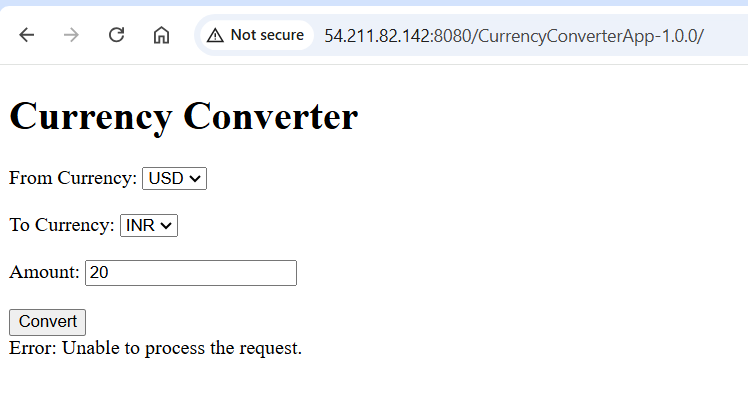 Not secure 54.211.82.142:8080/CurrencyConverterApp-1.0.0/
Currency Converter
From Currency: USD
To Currency: INR
Amount: 20
Convert
Error: Unable to process the request.